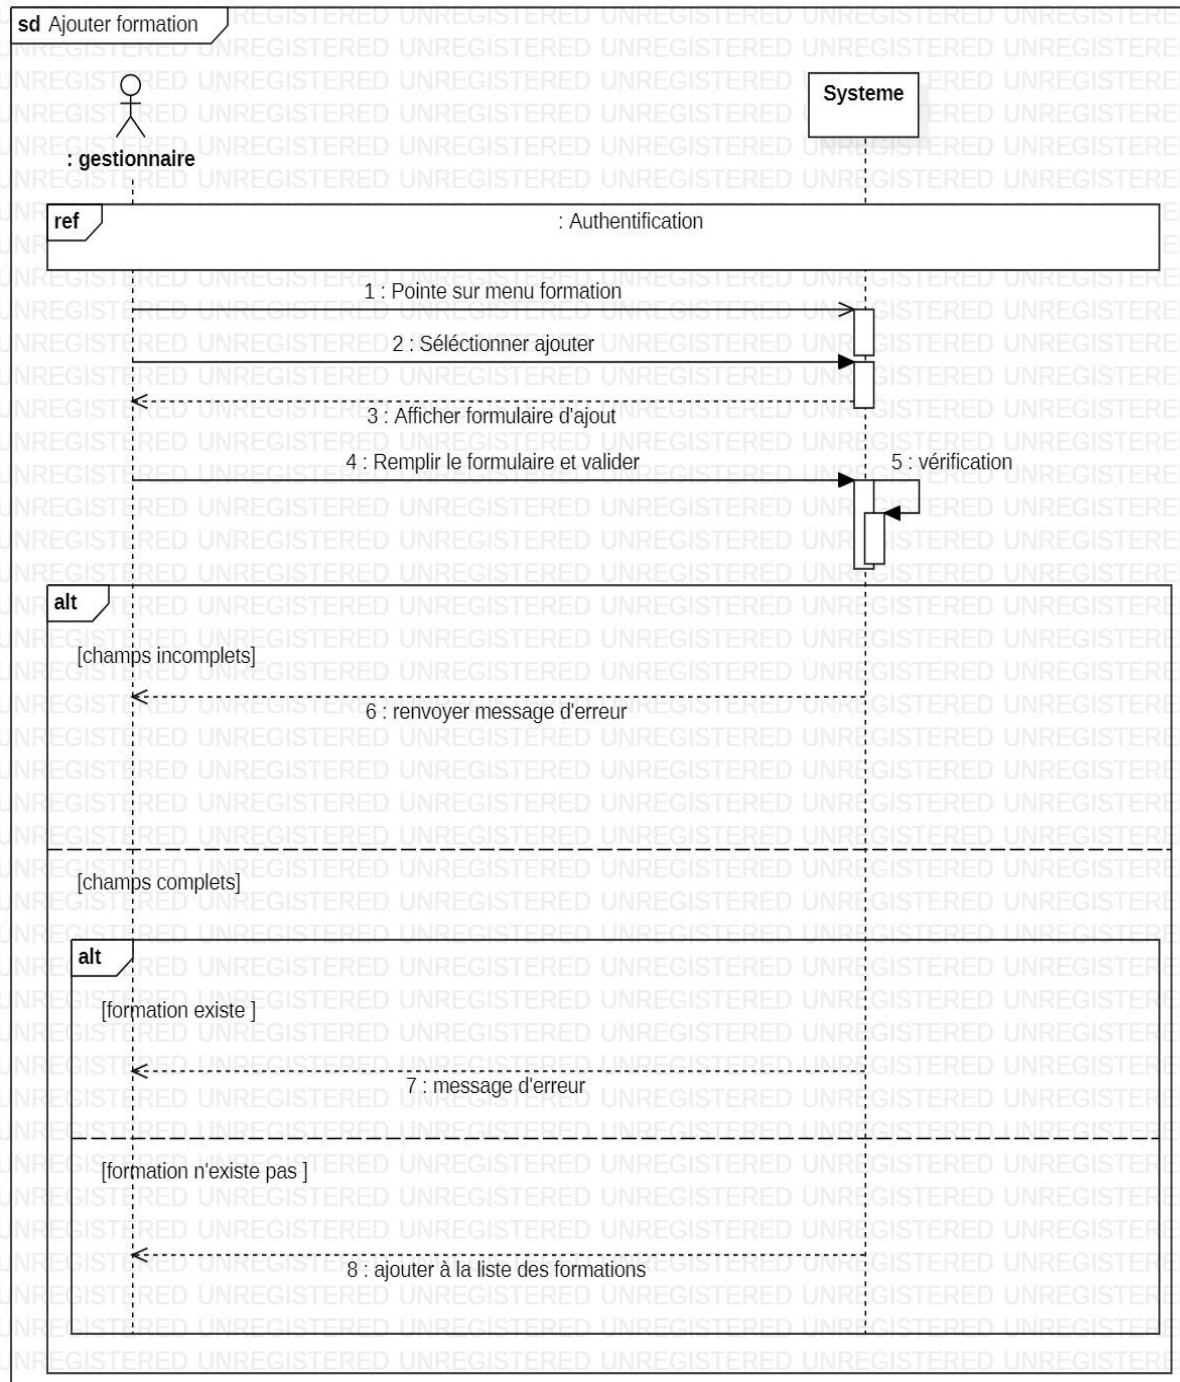 sd Ajouter formation
Systeme
: gestionnaire
ref
: Authentification
1 : Pointe sur menu formation
2 : Séléctionner ajouter
3 : Afficher formulaire d'ajout
4 : Remplir le formulaire et valider
5 : vérification
alt
[champs incomplets]
6 : renvoyer message d'erreur
[champs complets]
alt
[formation existe ]
7 : message d'erreur
[formation n'existe pas ]
8 : ajouter à la liste des formations
UNREGISTERED